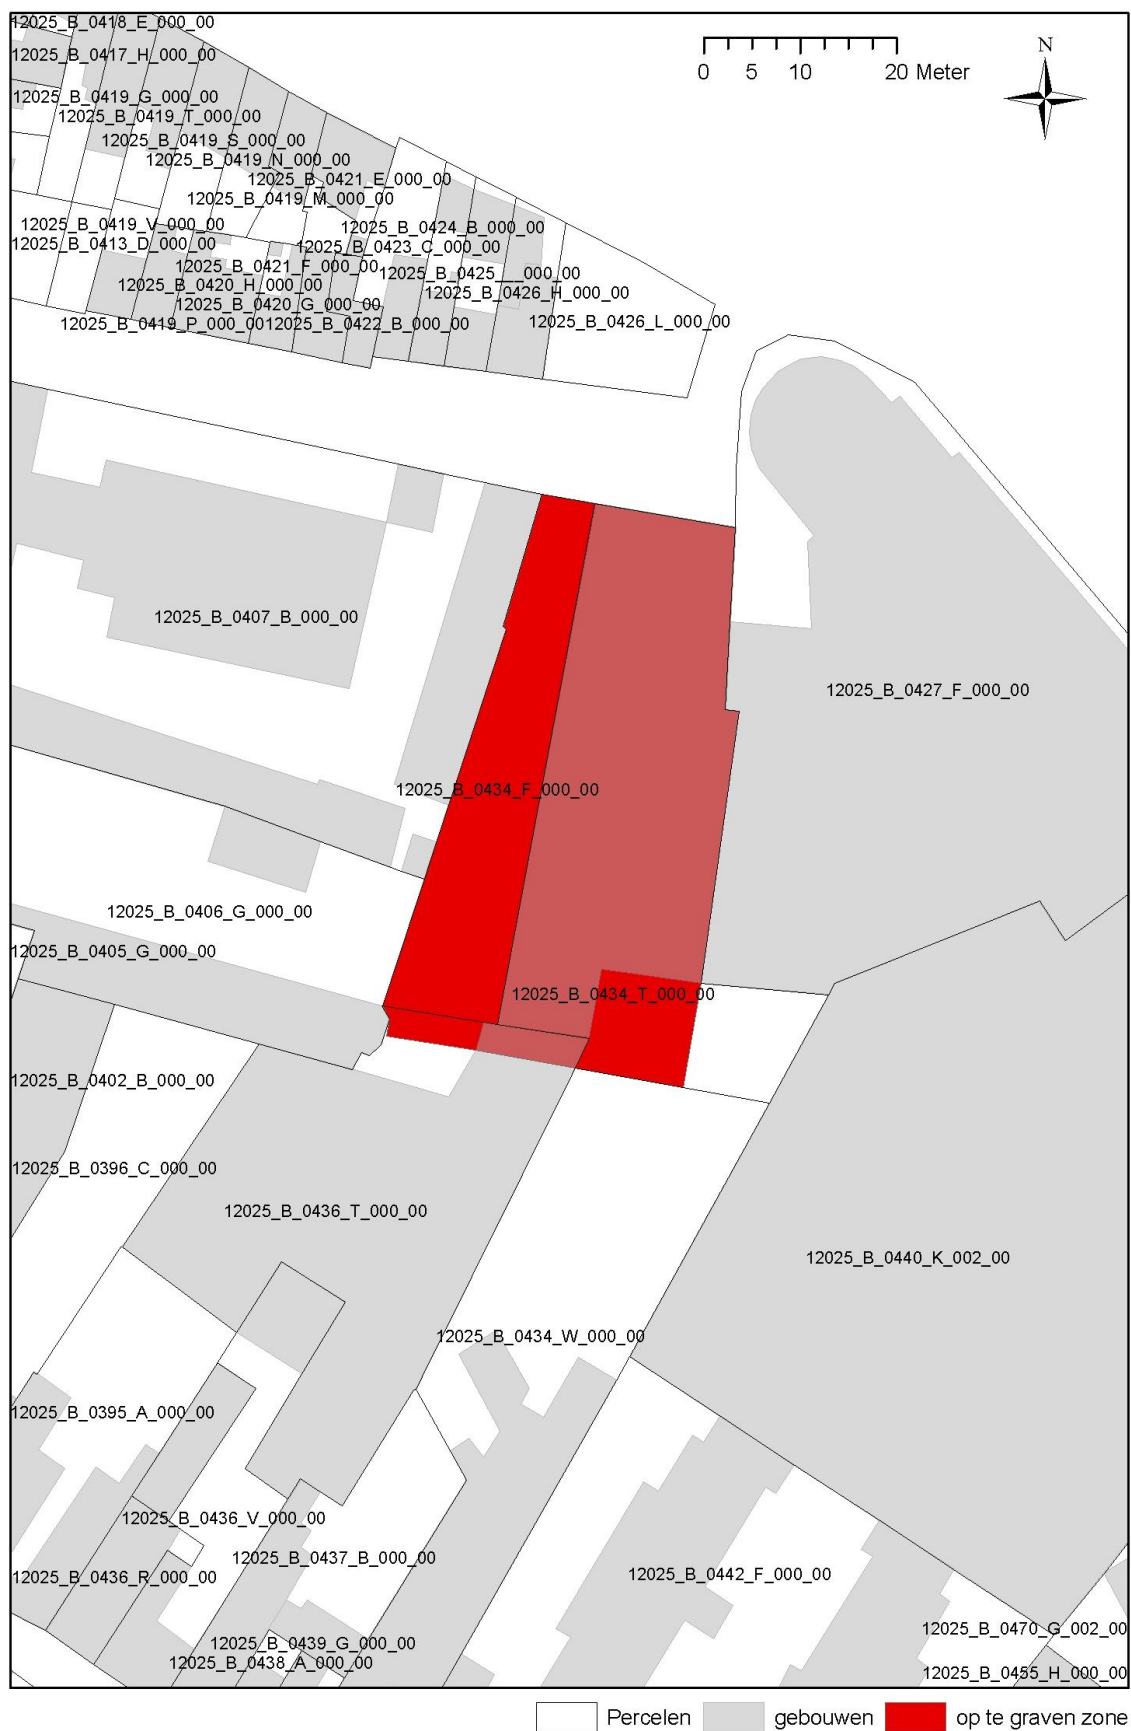 12025_B_0418_E_000_00
12025_B_0417_H_000_00
N
0 5 10 20 Meter
12025_B_0419_G_000_00
12025_B_0419_T_000_00
12025_B_0419_S_000_00
12025_B_0419_N_000_00
12025_B_0421_E_000_00
12025_B_0419_M_000_00
12025_B_0419_V_000_00
12025_B_0424_B_000_00
12025_B_0413_D_000_00
12025_B_0423_C_000_00
12025_B_0421_F_000_00
12025_B_0425___000_00
12025_B_0420_H_000_00
12025_B_0426_H_000_00
12025_B_0420_G_000_00
12025_B_0419_P_000_00
12025_B_0422_B_000_00
12025_B_0426_L_000_00
12025_B_0407_B_000_00
12025_B_0427_F_000_00
12025_B_0434_F_000_00
12025_B_0406_G_000_00
12025_B_0405_G_000_00
12025_B_0434_T_000_00
12025_B_0402_B_000_00
12025_B_0396_C_000_00
12025_B_0436_T_000_00
12025_B_0440_K_002_00
12025_B_0434_W_000_00
12025_B_0395_A_000_00
12025_B_0436_V_000_00
12025_B_0437_B_000_00
12025_B_0436_R_000_00
12025_B_0442_F_000_00
12025_B_0439_G_000_00
12025_B_0470_G_002_00
12025_B_0438_A_000_00
12025_B_0455_H_000_00
Percelen gebouwen op te graven zone